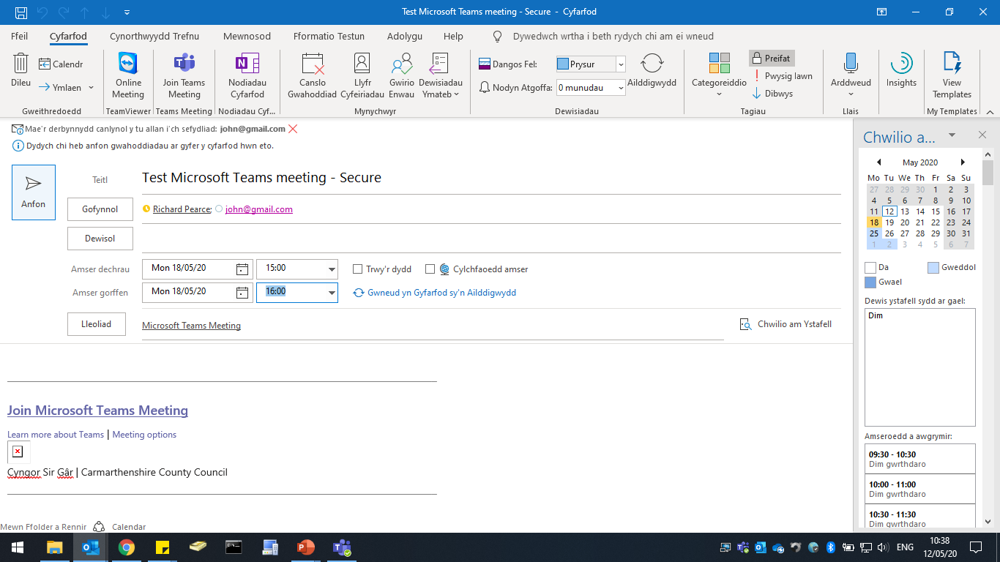 Test Microsoft Teams meeting - Secure - Cyfarfod
Ffeil Cyfarfod Cynorthwyydd Trefnu Mewnosod Fformatio Testun Adolygu Help Dywedwch wrtha i beth rydych chi am ei wneud
Dileu
Calendr
Ymlaen
Gweithredoedd
Online Meeting
TeamViewer
Join Teams Meeting
Teams Meeting
Nodiadau Cyfarfod
Nodiadau Cyf...
Canslo Gwahoddiad
Llyfr Cyfeiriadau
Gwirio Enwau
Dewisiadau Ymateb
Mynychwyr
Dangos Fel: Prysur
Nodyn Atgoffa: 0 munudau
Ailddigwydd
Dewisiadau
Categoreiddio
Preifat
Pwysig Iawn
Dibwys
Tagiau
Arddweud
Llais
Insights
View Templates
My Templates
Mae'r derbynnydd canlynol y tu allan i'ch sefydliad: john@gmail.com
Dydych chi heb anfon gwahoddiadau ar gyfer y cyfarfod hwn eto.
Anfon
Teitl Test Microsoft Teams meeting - Secure
Gofynnol Richard Pearce; john@gmail.com
Dewisol
Amser dechrau Mon 18/05/20 15:00 Trwy'r dydd Cylchfaoedd amser
Amser gorffen Mon 18/05/20 16:00 Gwneud yn Gyfarfod sy'n Ailddigwydd
Lleoliad Microsoft Teams Meeting Chwilio am Ystafell
Join Microsoft Teams Meeting
Learn more about Teams | Meeting options
Cyngor Sir Gâr | Carmarthenshire County Council
Mewn Ffolder a Rennir Calendar
Chwilio a...
May 2020
Mo Tu We Th Fr Sa Su
27 28 29 30 1 2 3
4 5 6 7 8 9 10
11 12 13 14 15 16 17
18 19 20 21 22 23 24
25 26 27 28 29 30 31
1 2 3 4 5 6 7
Da Gweddol
Gwael
Dewis ystafell sydd ar gael:
Dim
Amseroedd a awgrymir:
09:30 - 10:30
Dim gwrthdaro
10:00 - 11:00
Dim gwrthdaro
10:30 - 11:30
Dim gwrthdaro
ENG
10:38
12/05/20